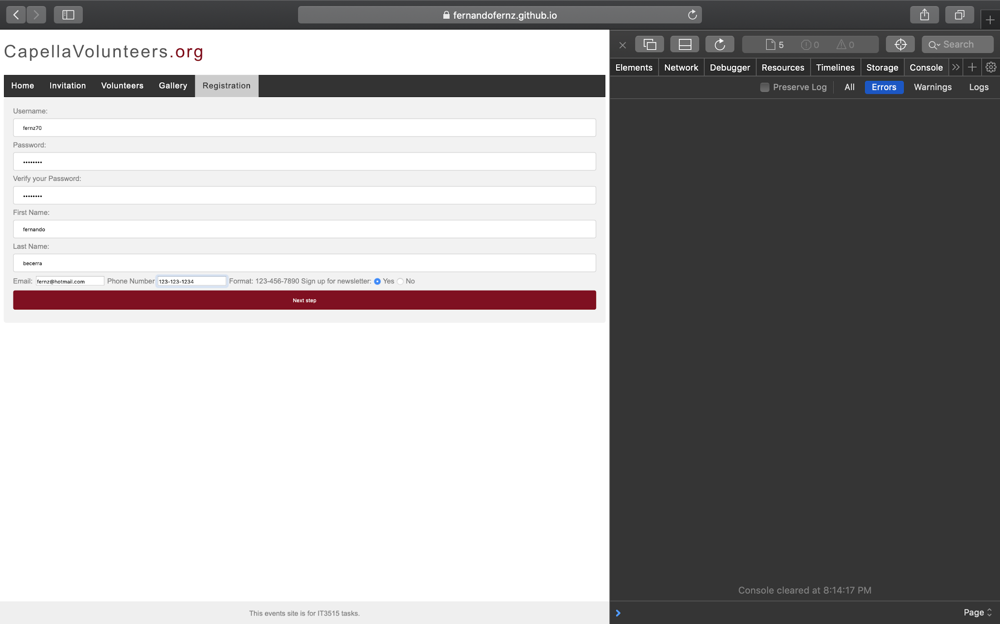 fernandofernz.github.io
CapellaVolunteers.org
Home Invitation Volunteers Gallery Registration
Username:
fernz70
Password:
••••••••
Verify your Password:
••••••••
First Name:
fernando
Last Name:
becerra
Email: fernz@hotmail.com Phone Number 123-123-1234 Format: 123-456-7890 Sign up for newsletter: Yes No
Next step
This events site is for IT3515 tasks.
5 0 0 Search
Elements Network Debugger Resources Timelines Storage Console
Preserve Log All Errors Warnings Logs
Console cleared at 8:14:17 PM
Page